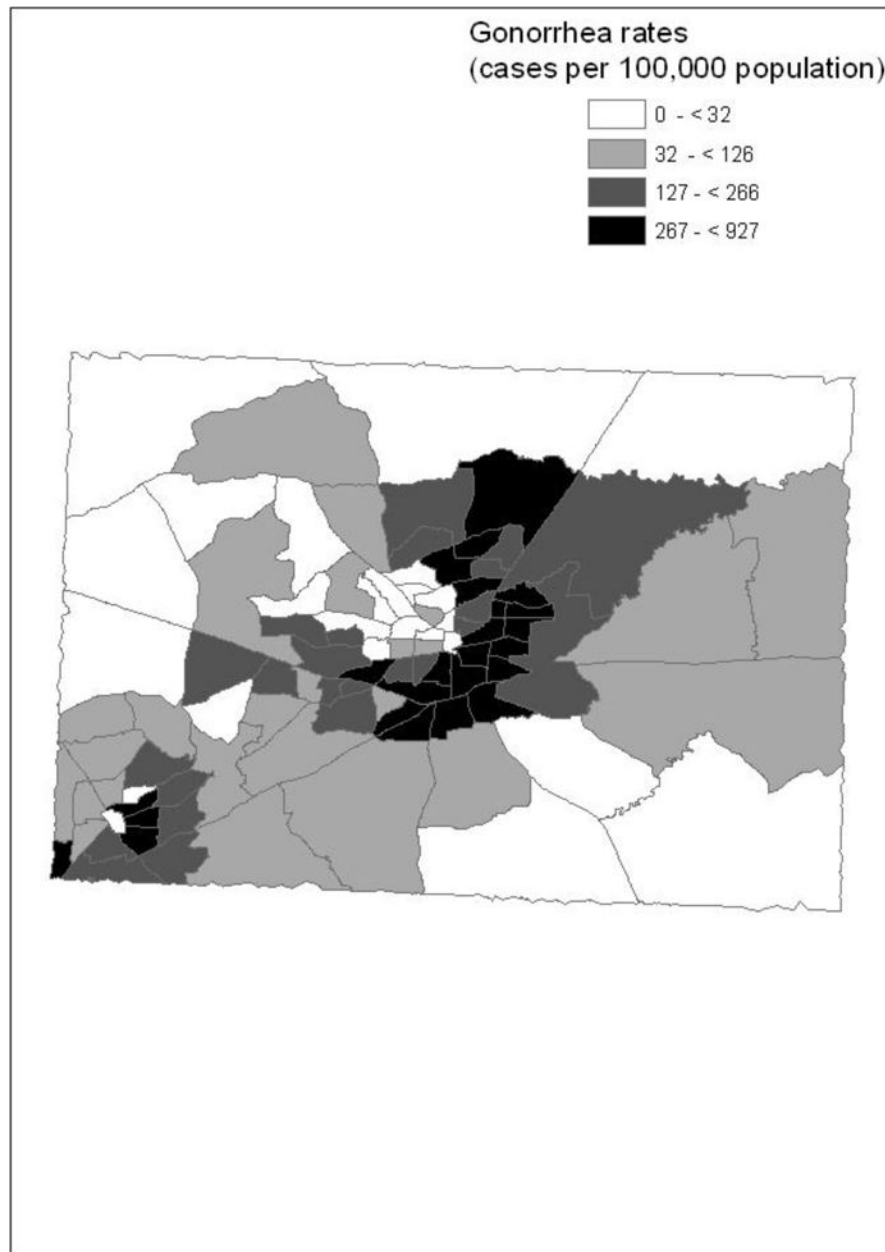 Gonorrhea rates
(cases per 100,000 population)
0 - < 32
32 - < 126
127 - < 266
267 - < 927